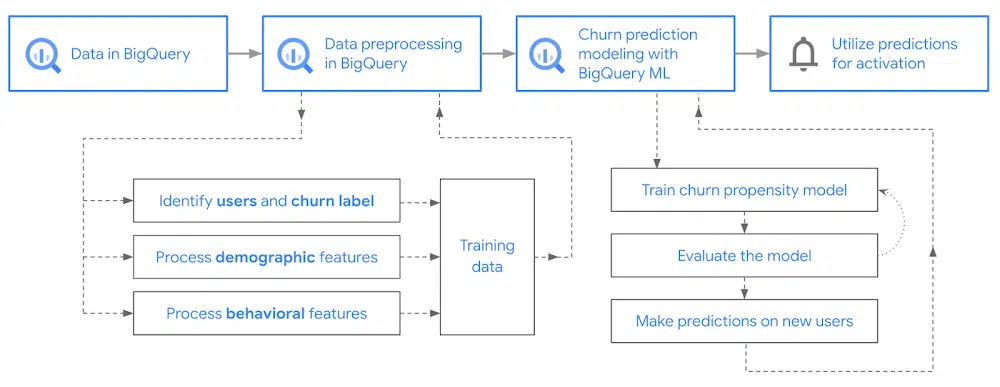 Data in BigQuery
Data preprocessing
in BigQuery
Churn prediction
modeling with
BigQuery ML
Utilize predictions
for activation
Identify users and churn label
Process demographic features
Process behavioral features
Training
data
Train churn propensity model
Evaluate the model
Make predictions on new users